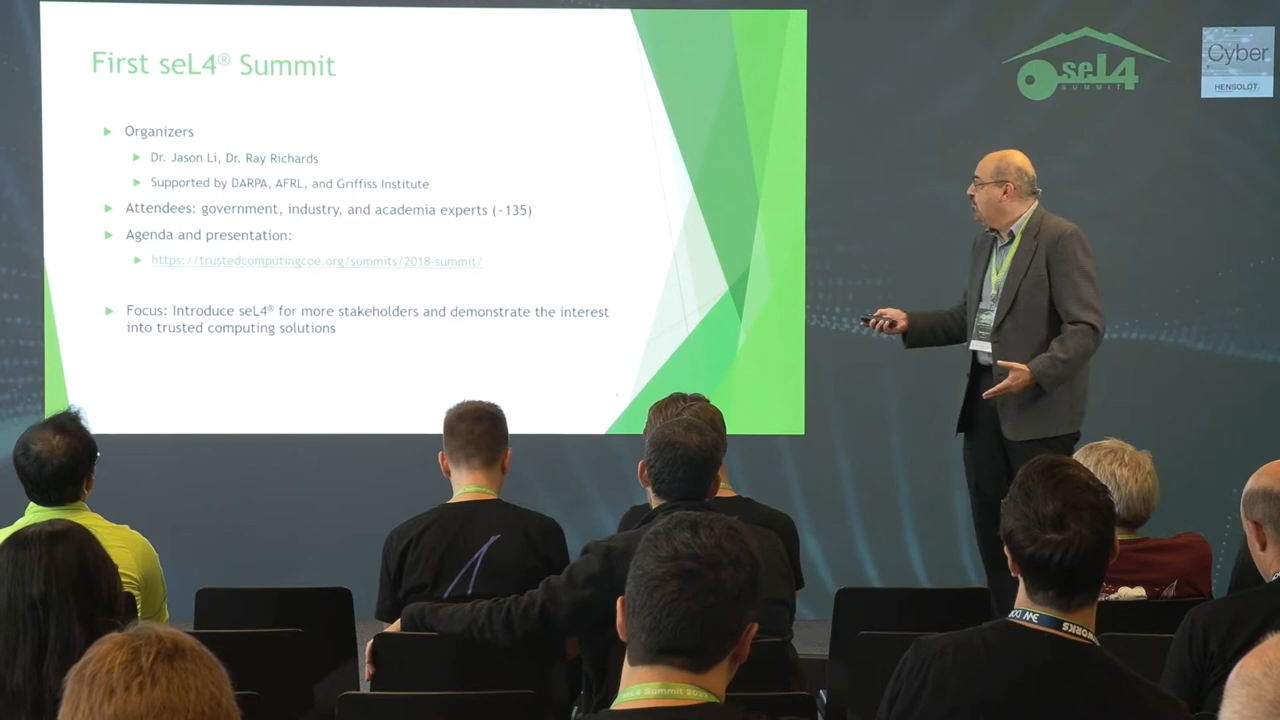 First seL4® Summit
Organizers
Dr. Jason Li, Dr. Ray Richards
Supported by DARPA, AFRL, and Griffiss Institute
Attendees: government, industry, and academia experts (~135)
Agenda and presentation:
https://trustedcomputingcoe.org/summits/2018-summit/
Focus: Introduce seL4® for more stakeholders and demonstrate the interest
into trusted computing solutions
seL4
SUMMIT
Cyber
HENSOLDT
seL4 Summit